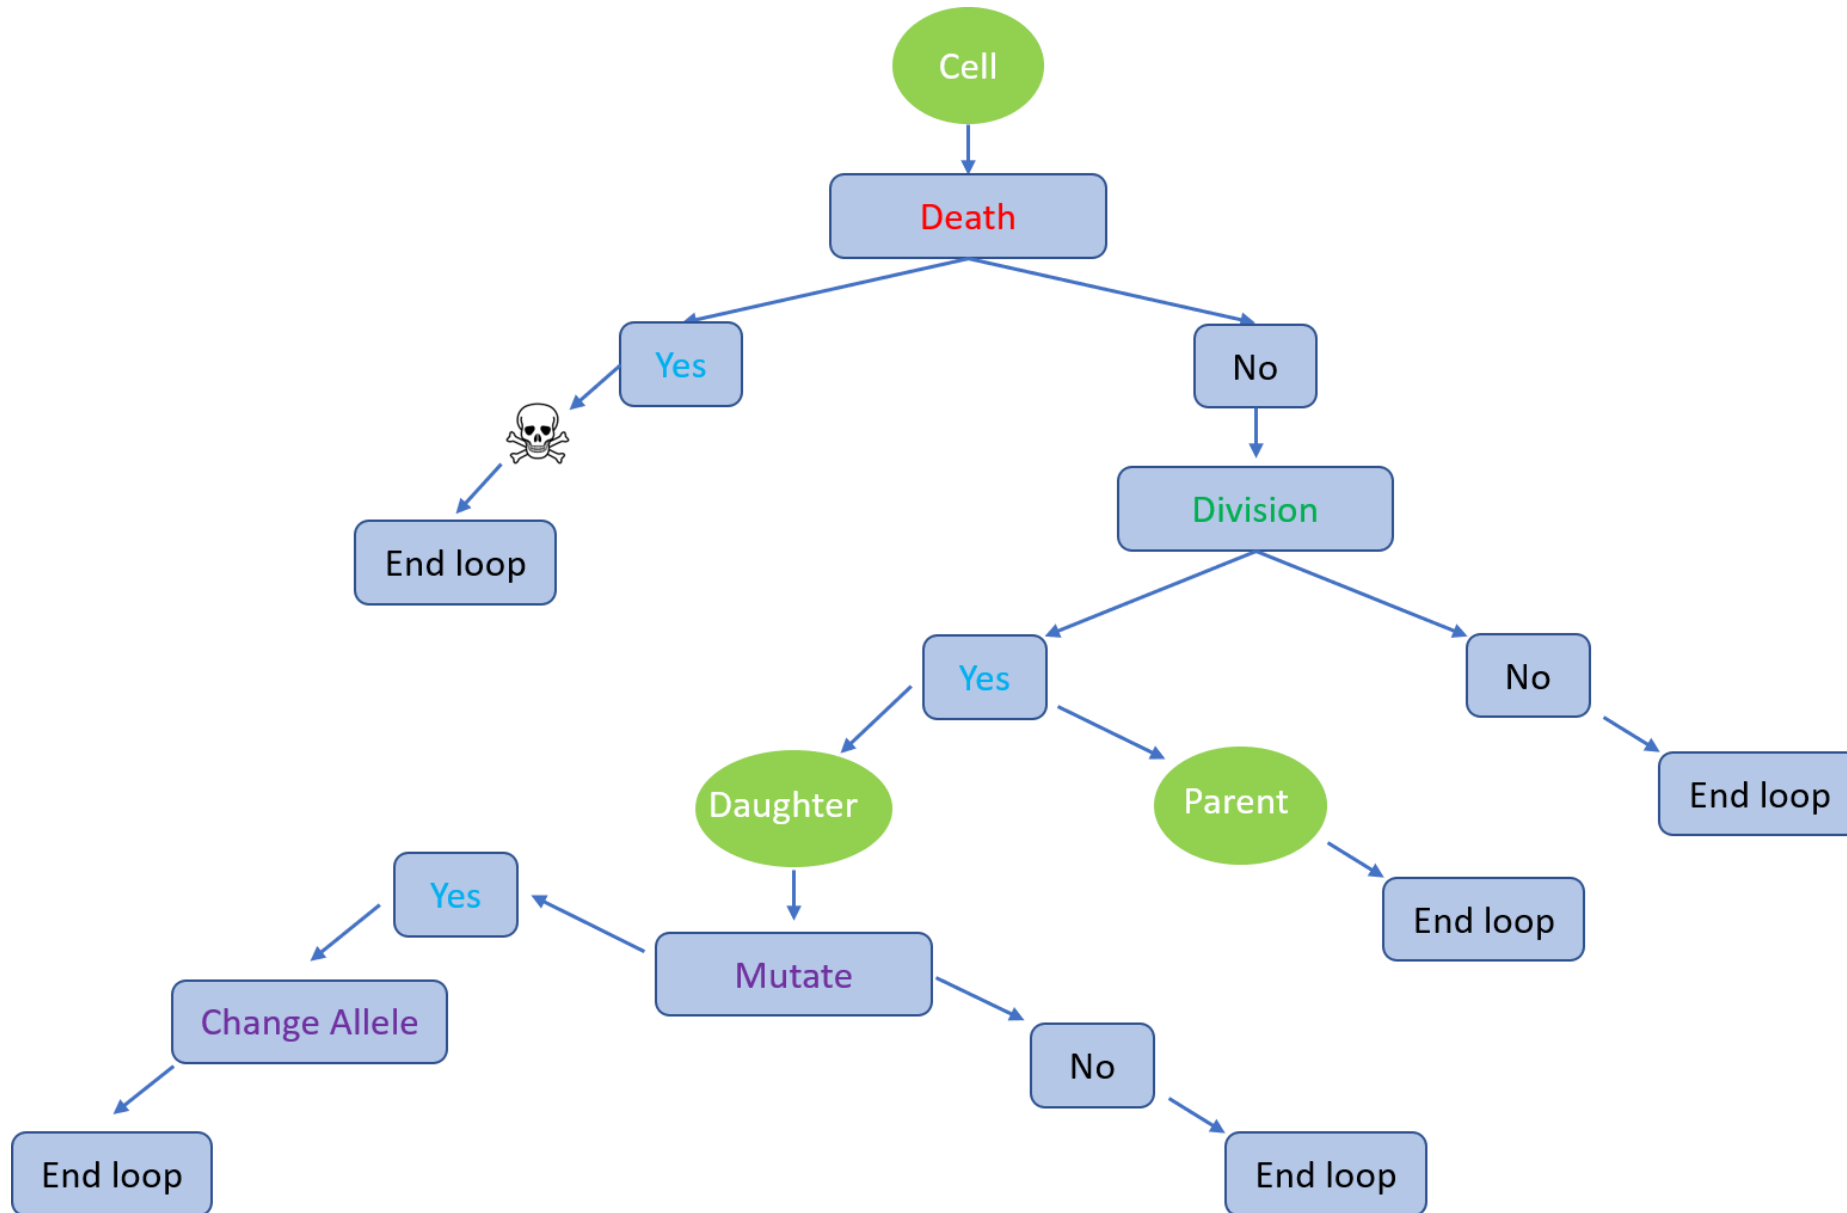 Cell
Death
Yes
No
End loop
Division
Yes
No
Daughter
Parent
End loop
Yes
End loop
Mutate
Change Allele
No
End loop
End loop